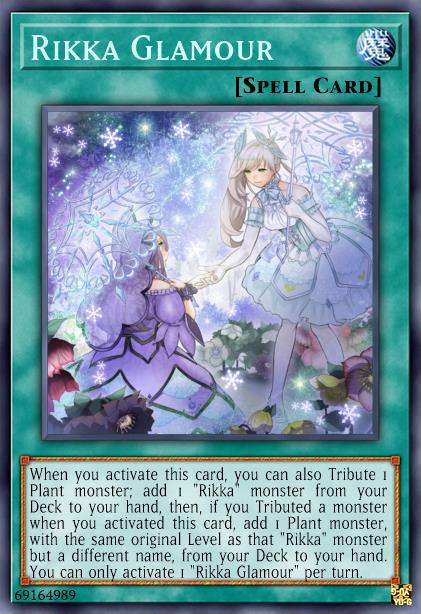 Rikka Glamour
魔
[Spell Card]
When you activate this card, you can also Tribute 1
Plant monster; add 1 "Rikka" monster from your
Deck to your hand, then, if you Tributed a monster
when you activated this card, add 1 Plant monster,
with the same original Level as that "Rikka" monster
but a different name, from your Deck to your hand.
You can only activate 1 "Rikka Glamour" per turn.
69164989